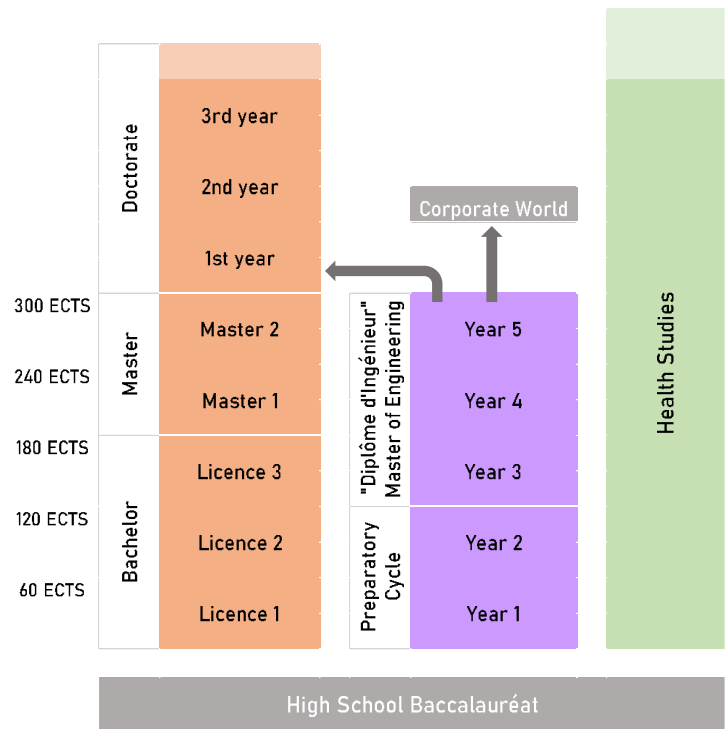 3rd year
Doctorate
2nd year
Corporate World
1st year
300 ECTS
Master 2
Year 5
Master
"Diplôme d'Ingénieur"
Master of Engineering
Health Studies
240 ECTS
Master 1
Year 4
180 ECTS
Licence 3
Year 3
120 ECTS
Bachelor
Licence 2
Preparatory
Cycle
Year 2
60 ECTS
Licence 1
Year 1
High School Baccalauréat